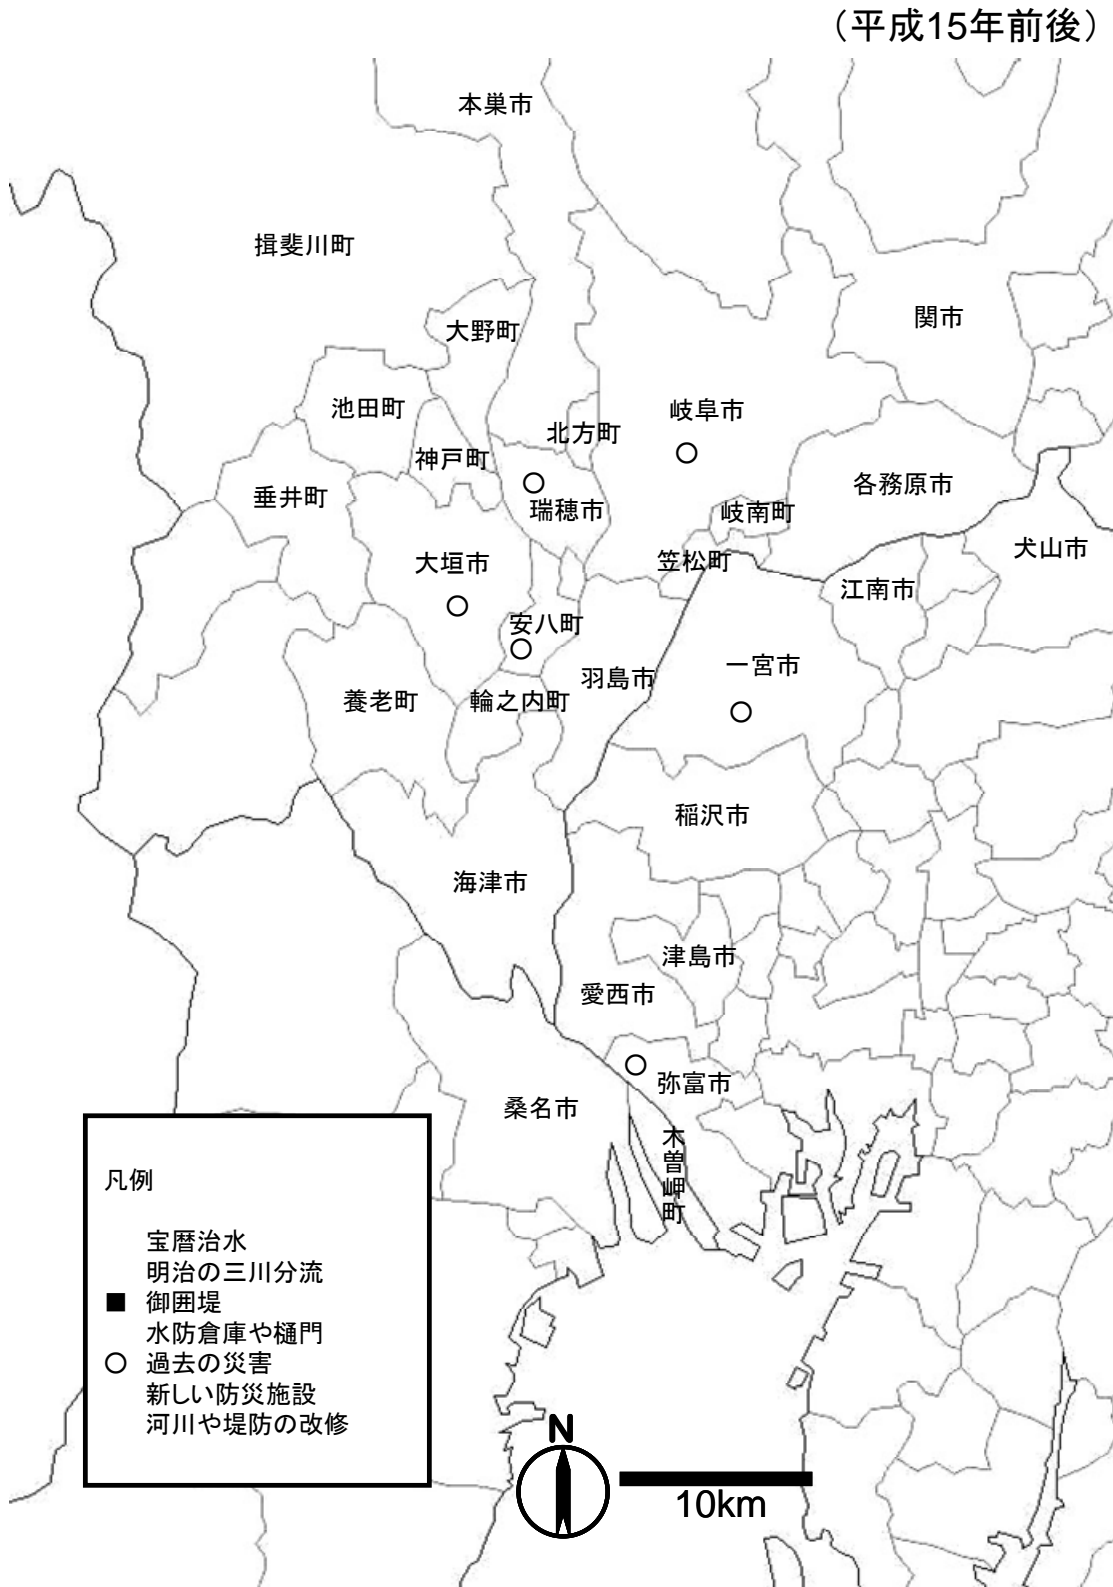 （平成15年前後）
本巣市
揖斐川町
関市
大野町
池田町
岐阜市
北方町
神戸町
各務原市
垂井町
瑞穂市
岐南町
犬山市
大垣市
笠松町
江南市
安八町
一宮市
羽島市
養老町
輪之内町
稲沢市
海津市
津島市
愛西市
弥富市
桑名市
木曽岬町
凡例
宝暦治水
明治の三川分流
■ 御囲堤
水防倉庫や樋門
○ 過去の災害
新しい防災施設
河川や堤防の改修
N
10km